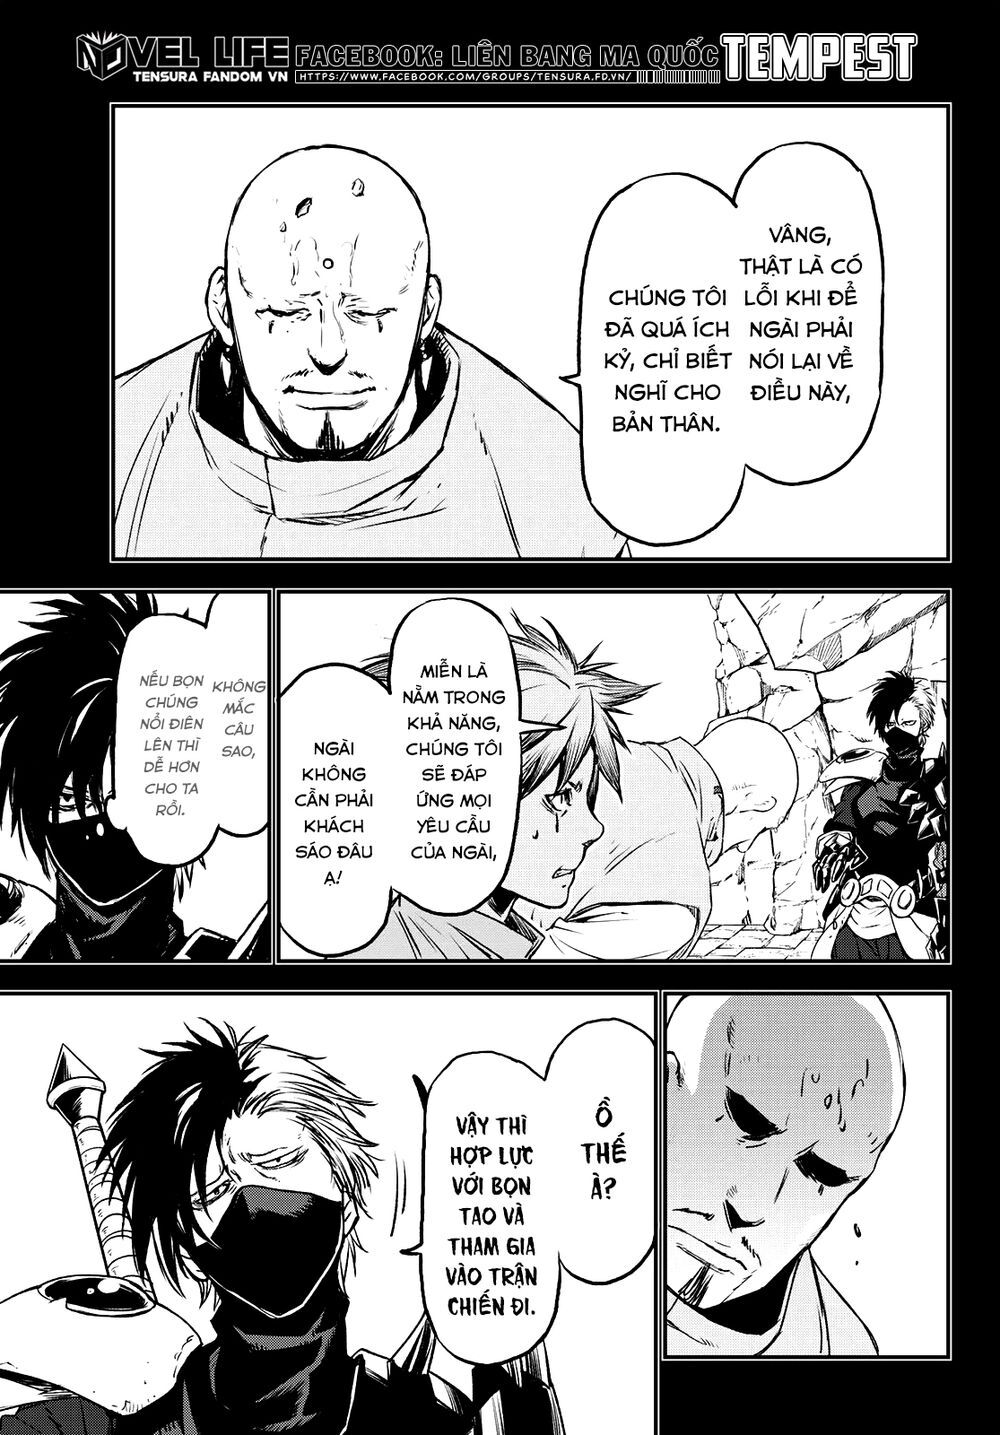 NOVEL LIFE
TENSURA FANDOM VN
FACEBOOK: LIÊN BANG MA QUỐC
HTTPS://WWW.FACEBOOK.COM/GROUPS/TENSURA.FD.VN/
TEMPEST
VÂNG,
THẬT LÀ CÓ
LỖI KHI ĐỂ
NGÀI PHẢI
NÓI LẠI VỀ
ĐIỀU NÀY,
CHÚNG TÔI
ĐÃ QUÁ ÍCH
KỶ, CHỈ BIẾT
NGHĨ CHO
BẢN THÂN.
MIỄN LÀ
NẰM TRONG
KHẢ NĂNG,
CHÚNG TÔI
SẼ ĐÁP
ỨNG MỌI
YÊU CẦU
CỦA NGÀI,
NGÀI
KHÔNG
CẦN PHẢI
KHÁCH
SÁO ĐÂU
Ạ!
KHÔNG
MẮC
CÂU
SAO,
NẾU BỌN
CHÚNG
NỔI ĐIÊN
LÊN THÌ
DỄ HƠN
CHO TA
RỒI.
Ồ
THẾ
À?
VẬY THÌ
HỢP LỰC
VỚI BỌN
TAO VÀ
THAM GIA
VÀO TRẬN
CHIẾN ĐI.